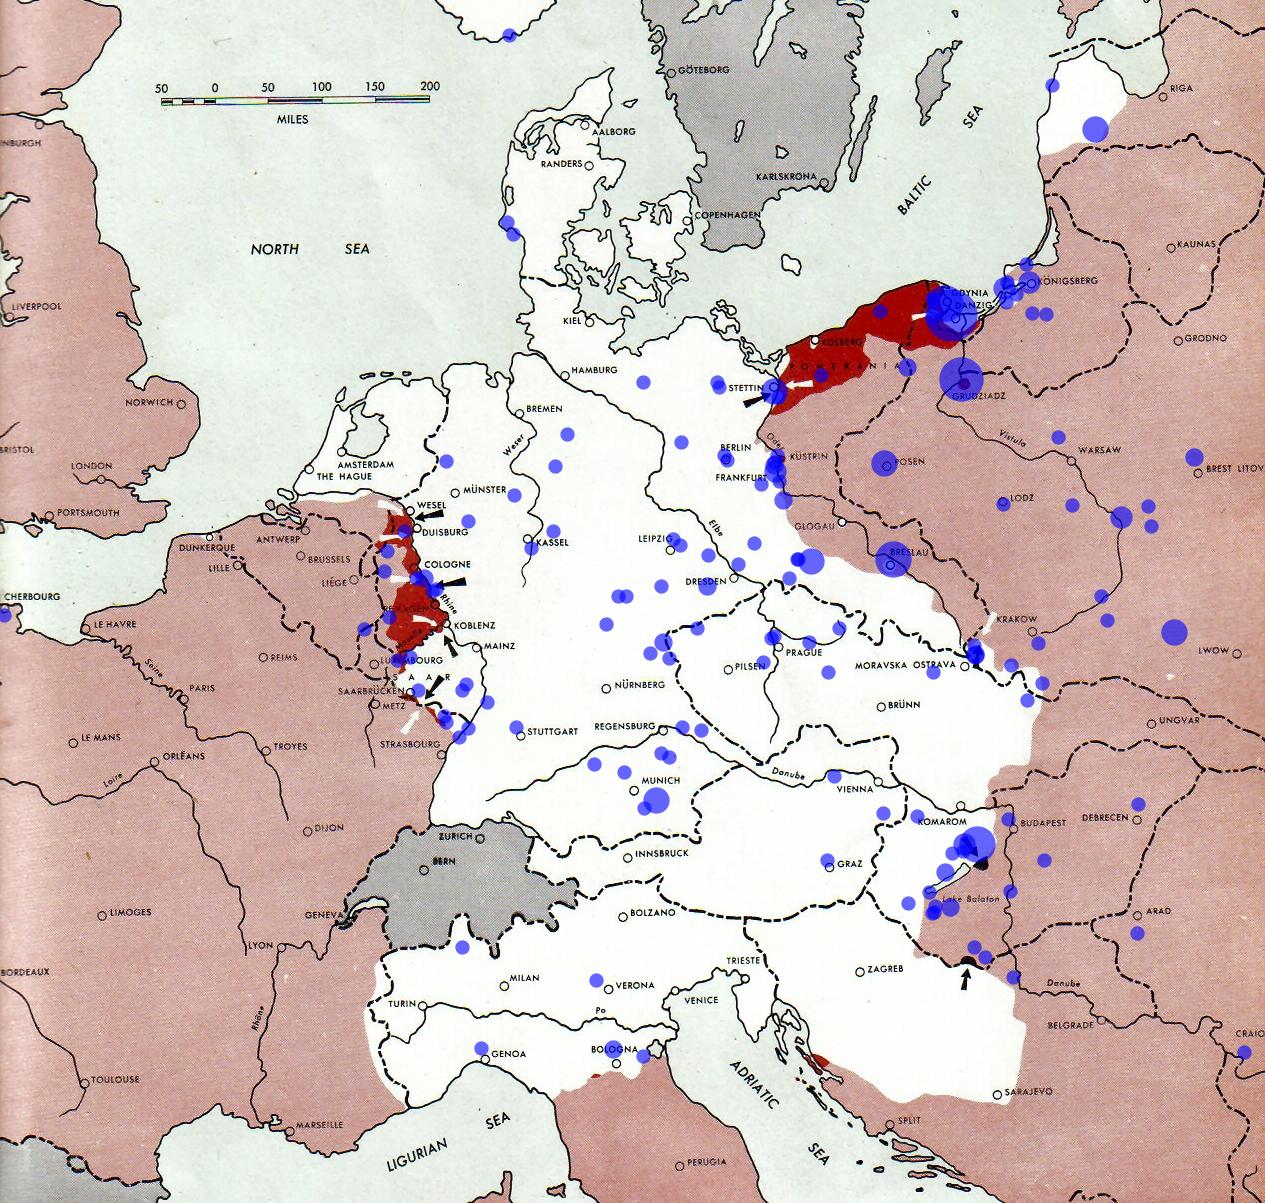 GÖTEBORG
50 0 50 100 150 200
MILES
RIGA
INBURGH
AALBORG
SEA
RANDERS
KARLSKRONA
BALTIC
COPENHAGEN
NORTH SEA
KAUNAS
KÖNIGSBERG
GDYNIA
DANZIG
LIVERPOOL
KIEL
KOLBERG
GRODNO
POMERANIA
HAMBURG
STETTIN
GRUDZIADZ
NORWICH
BREMEN
Weser
Oder
Vistula
BRISTOL
BERLIN
KÜSTRIN
WARSAW
AMSTERDAM
POSEN
LONDON
THE HAGUE
FRANKFURT
BREST LITOV
MÜNSTER
LODZ
WESEL
PORTSMOUTH
GLOGAU
Elbe
DUISBURG
ANTWERP
DUNKERQUE
KASSEL
LEIPZIG
BRUSSELS
BRESLAU
LILLE
COLOGNE
LIÉGE
DRESDEN
CHERBOURG
Rhine
REMAGEN
LE HAVRE
KOBLENZ
KRAKOW
Moselle
MAINZ
PRAGUE
LWOW
REIMS
LUXEMBOURG
PILSEN
MORAVSKA OSTRAVA
Seine
SAAR
PARIS
SAARBRÜCKEN
NÜRNBERG
METZ
BRÜNN
UNGVAR
LE MANS
STUTTGART
REGENSBURG
STRASBOURG
TROYES
ORLÉANS
Danube
Loire
MUNICH
VIENNA
KOMAROM
BUDAPEST
DEBRECEN
DIJON
ZURICH
BERN
INNSBRUCK
GRAZ
Lake Balaton
LIMOGES
GENEVA
BOLZANO
ARAD
LYON
TRIESTE
ZAGREB
BORDEAUX
MILAN
VERONA
Danube
TURIN
VENICE
Po
Rhône
BELGRADE
CRAIO
BOLOGNA
GENOA
TOULOUSE
ADRIATIC
SARAJEVO
MARSEILLE
SEA
SPLIT
LIGURIAN
SEA
PERUGIA